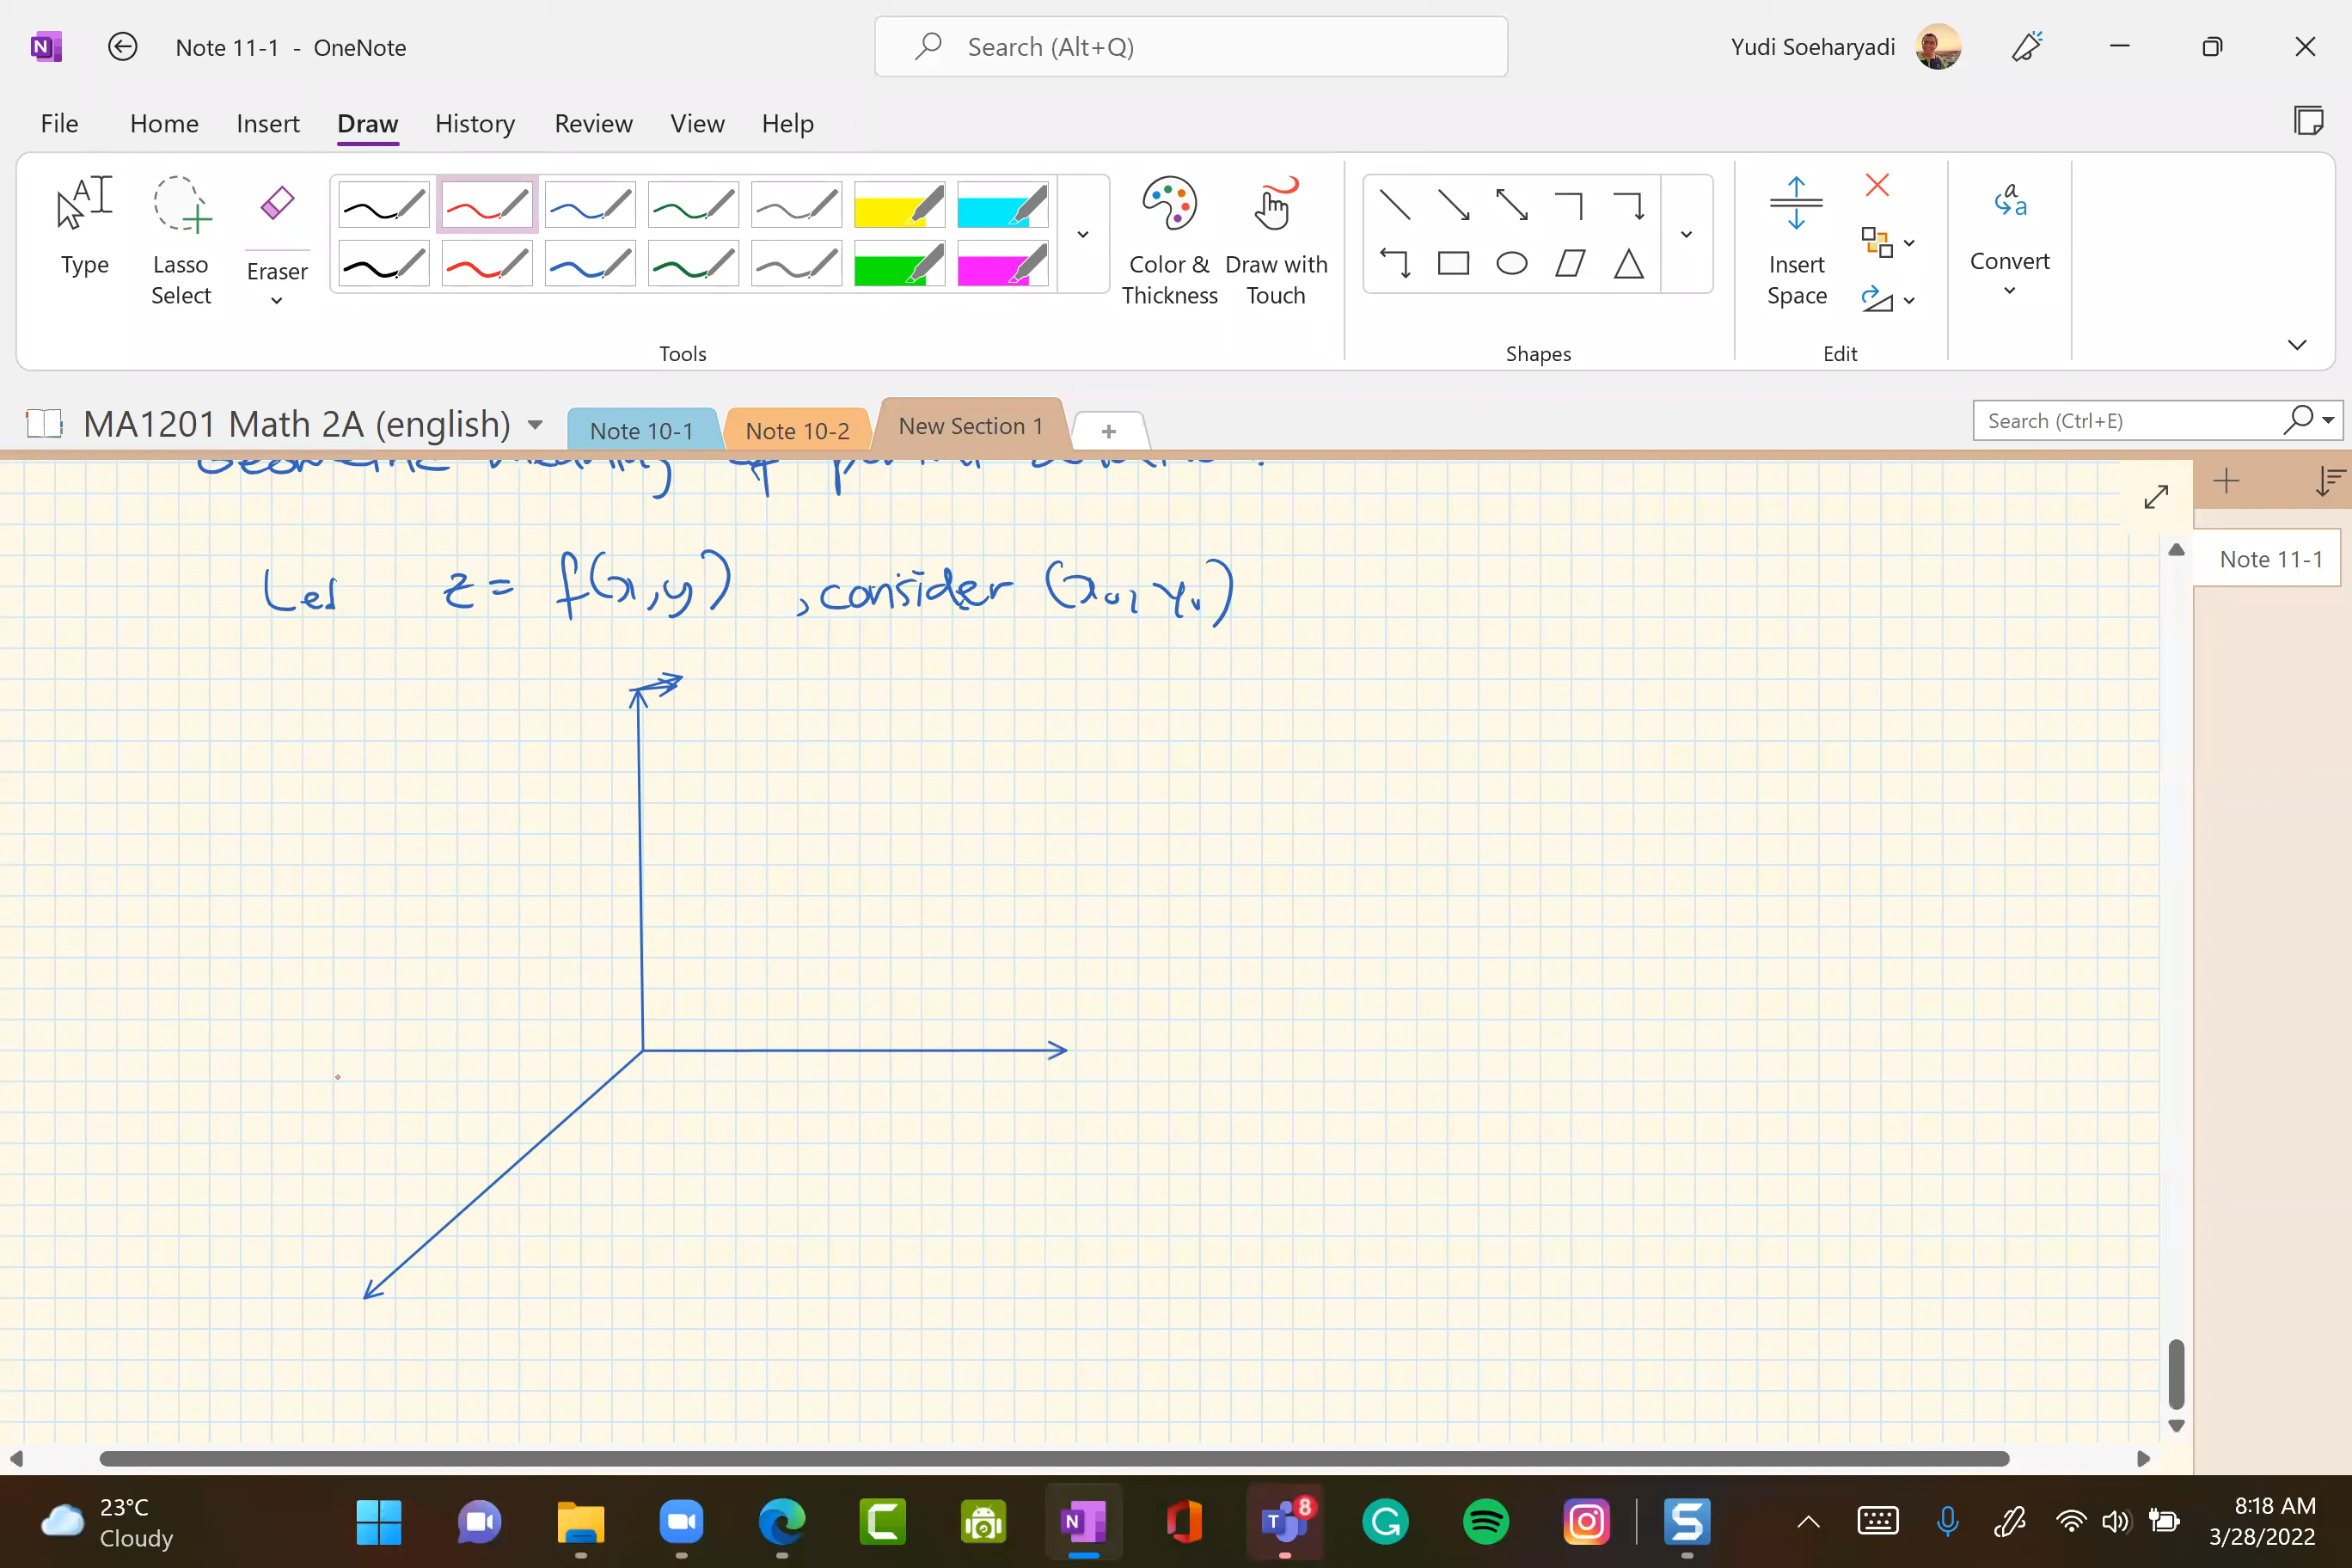 Note 11-1 - OneNote
Search (Alt+Q)
Yudi Soeharyadi
File Home Insert Draw History Review View Help
Type
Lasso Select
Eraser
Color & Thickness
Draw with Touch
Insert Space
Convert
Tools
Shapes
Edit
MA1201 Math 2A (english)
Note 10-1
Note 10-2
New Section 1
Search (Ctrl+E)
Note 11-1
meaning of
Let z = f(x,y) , consider (x₀, y₀)
23°C
Cloudy
8
8:18 AM
3/28/2022